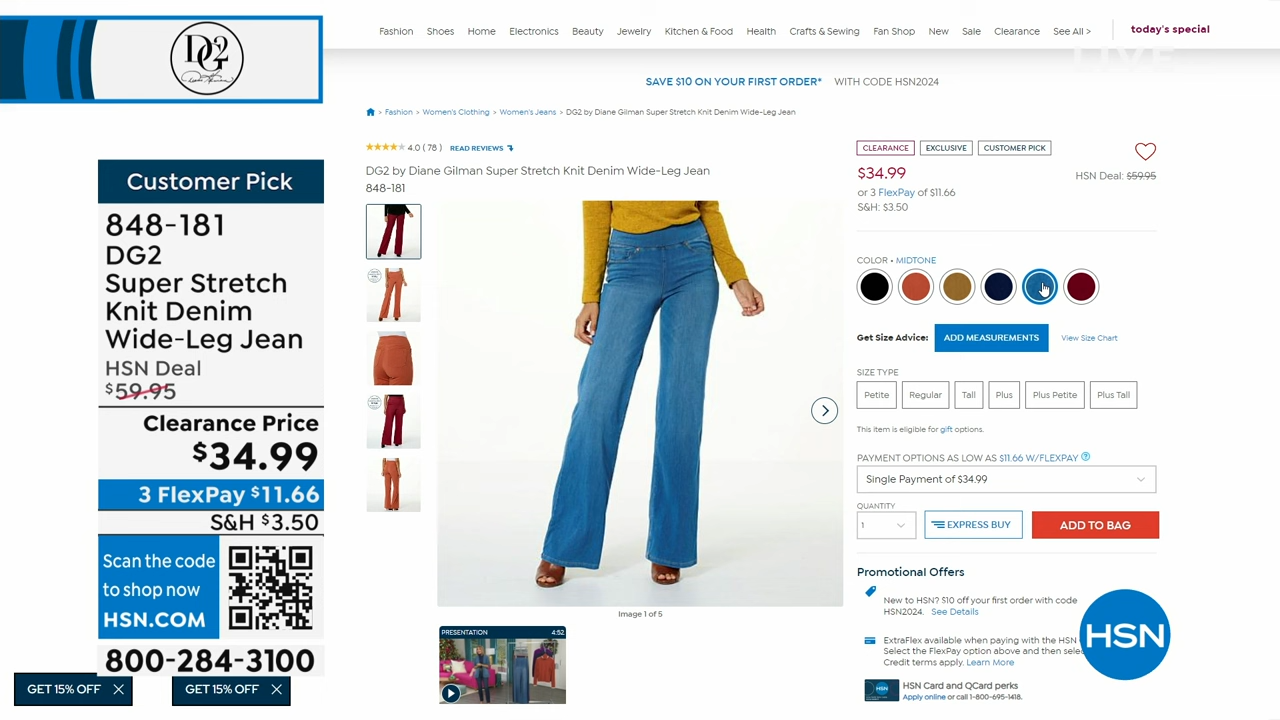 DG2
Fashion Shoes Home Electronics Beauty Jewelry Kitchen & Food Health Crafts & Sewing Fan Shop New Sale Clearance See All > today's special
LIVE
SAVE $10 ON YOUR FIRST ORDER* WITH CODE HSN2024
> Fashion > Women's Clothing > Women's Jeans > DG2 by Diane Gilman Super Stretch Knit Denim Wide-Leg Jean
4.0 ( 78 ) READ REVIEWS
DG2 by Diane Gilman Super Stretch Knit Denim Wide-Leg Jean
848-181
CLEARANCE EXCLUSIVE CUSTOMER PICK
$34.99
HSN Deal: $59.95
or 3 FlexPay of $11.66
S&H: $3.50
COLOR • MIDTONE
Get Size Advice: ADD MEASUREMENTS View Size Chart
SIZE TYPE
Petite Regular Tall Plus Plus Petite Plus Tall
This item is eligible for gift options.
PAYMENT OPTIONS AS LOW AS $11.66 W/FLEXPAY ?
Single Payment of $34.99
QUANTITY
1 EXPRESS BUY ADD TO BAG
Promotional Offers
New to HSN? $10 off your first order with code
HSN2024. See Details
ExtraFlex available when paying with the HSN
Select the FlexPay option above and then selec
Credit terms apply. Learn More
HSN
HSN Card and QCard perks
Apply online or call 1-800-695-1418.
Image 1 of 5
PRESENTATION 4:52
Customer Pick
848-181
DG2
Super Stretch
Knit Denim
Wide-Leg Jean
HSN Deal
$59.95
Clearance Price
$34.99
3 FlexPay $11.66
S&H $3.50
Scan the code
to shop now
HSN.COM
800-284-3100
GET 15% OFF GET 15% OFF